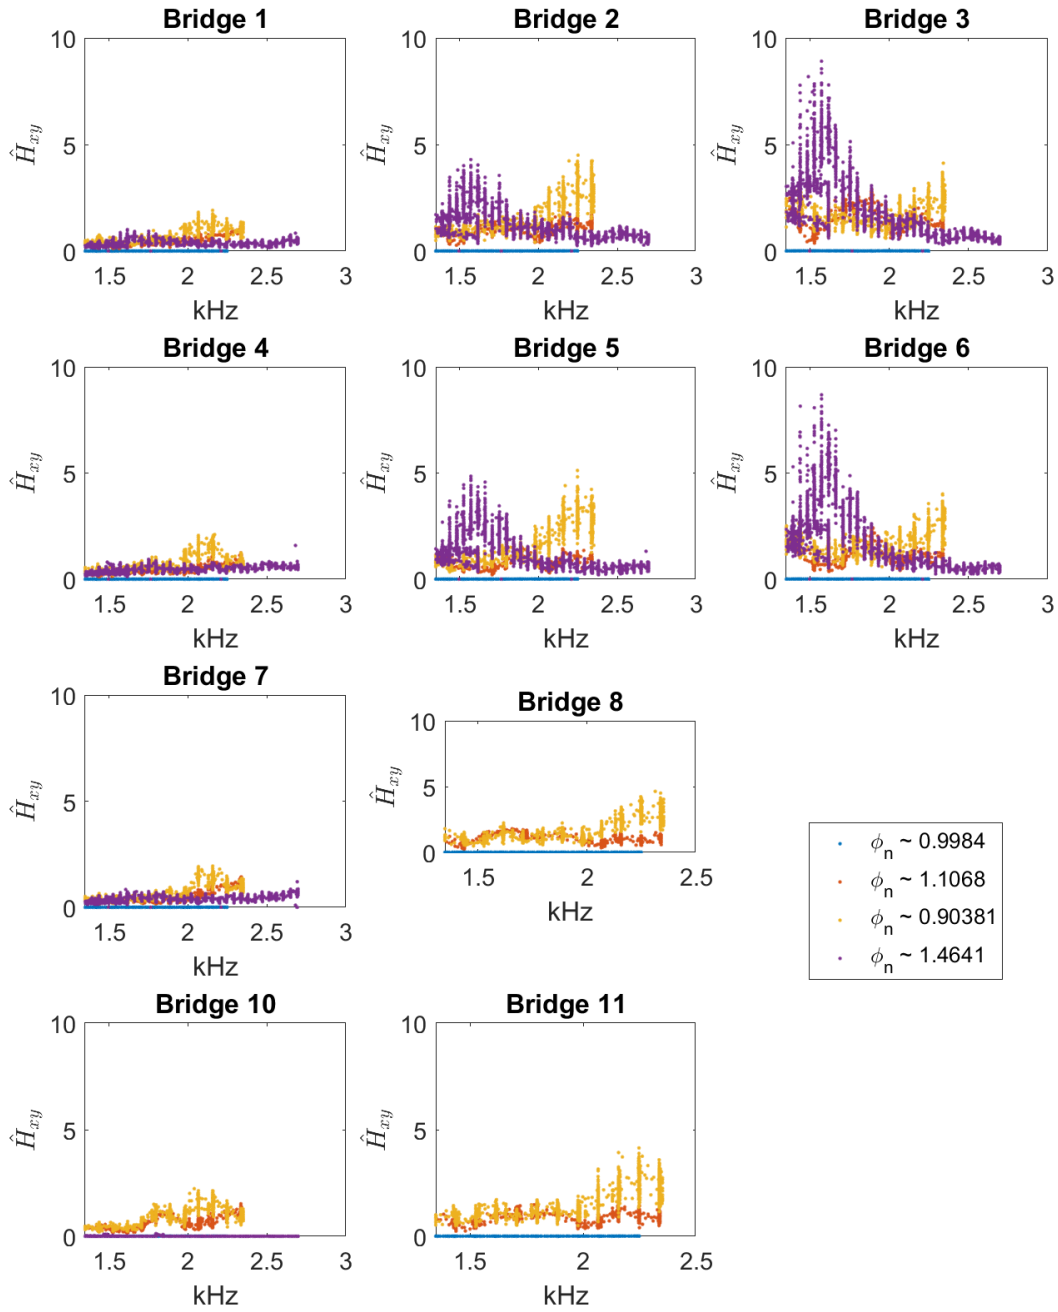 Bridge 1
10
5
0
Ĥxy
1.5 2 2.5 3
kHz
Bridge 2
10
5
0
Ĥxy
1.5 2 2.5 3
kHz
Bridge 3
10
5
0
Ĥxy
1.5 2 2.5 3
kHz
Bridge 4
10
5
0
Ĥxy
1.5 2 2.5 3
kHz
Bridge 5
10
5
0
Ĥxy
1.5 2 2.5 3
kHz
Bridge 6
10
5
0
Ĥxy
1.5 2 2.5 3
kHz
Bridge 7
10
5
0
Ĥxy
1.5 2 2.5 3
kHz
Bridge 8
10
5
0
Ĥxy
1.5 2 2.5
kHz
ϕn ~ 0.9984
ϕn ~ 1.1068
ϕn ~ 0.90381
ϕn ~ 1.4641
Bridge 10
10
5
0
Ĥxy
1.5 2 2.5 3
kHz
Bridge 11
10
5
0
Ĥxy
1.5 2 2.5
kHz